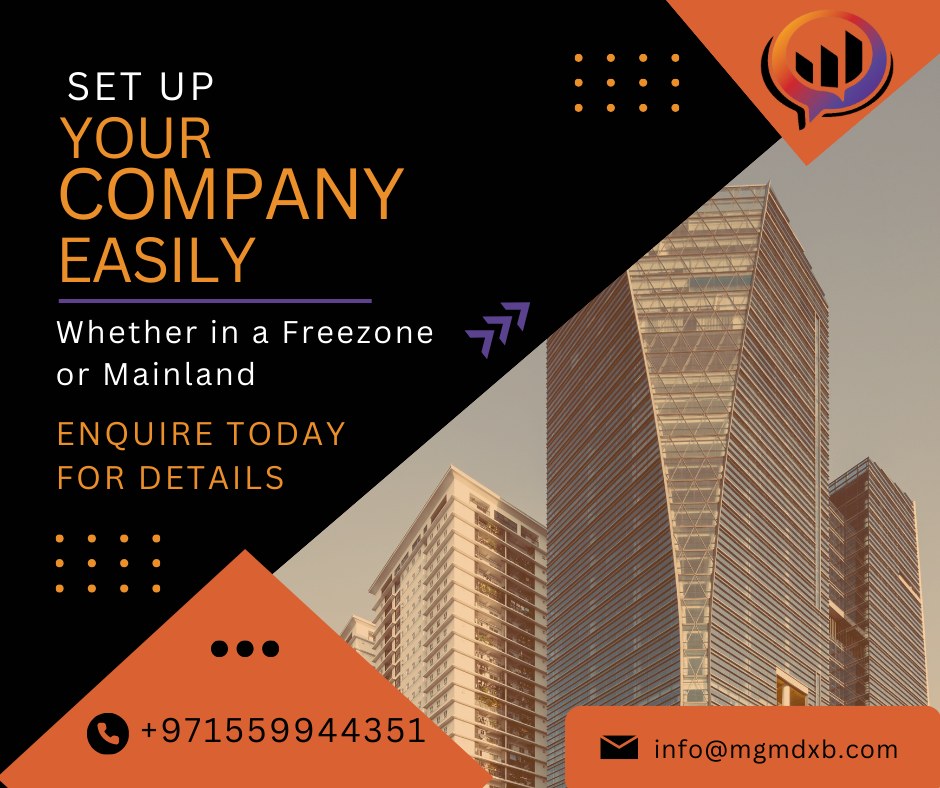 SET UP
YOUR
COMPANY
EASILY
Whether in a Freezone
or Mainland
ENQUIRE TODAY
FOR DETAILS
+971559944351
info@mgmdxb.com